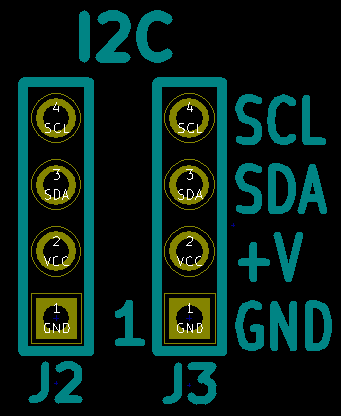 I2C
4 SCL 4 SCL SCL
3 SDA 3 SDA SDA
2 VCC 2 VCC +V
1 GND 1 1 GND GND
J2 J3